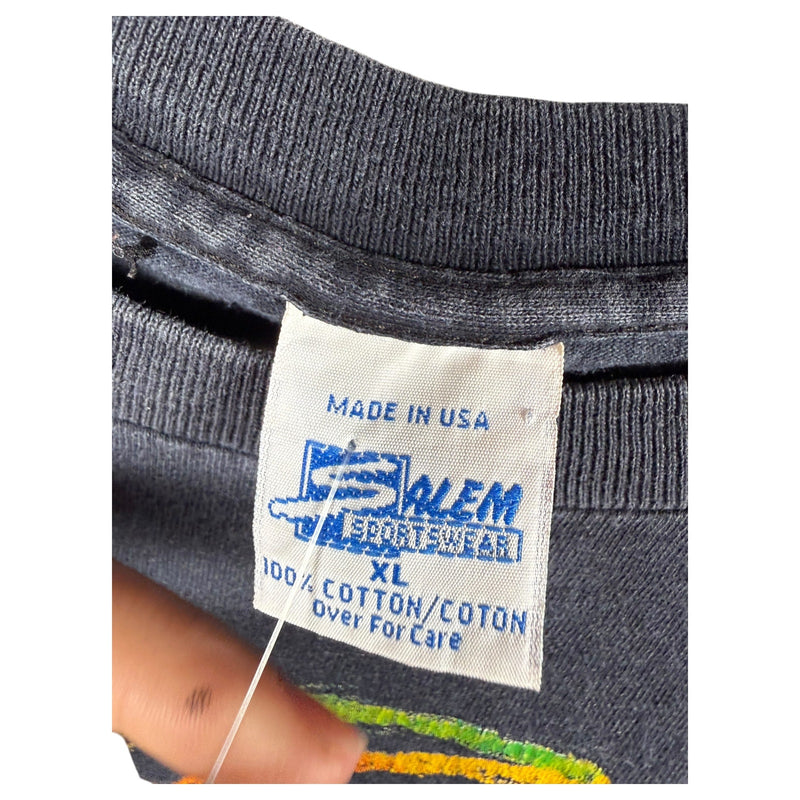 MADE IN USA
SALEM
SPORTSWEAR
XL
100% COTTON/COTON
Over For Care